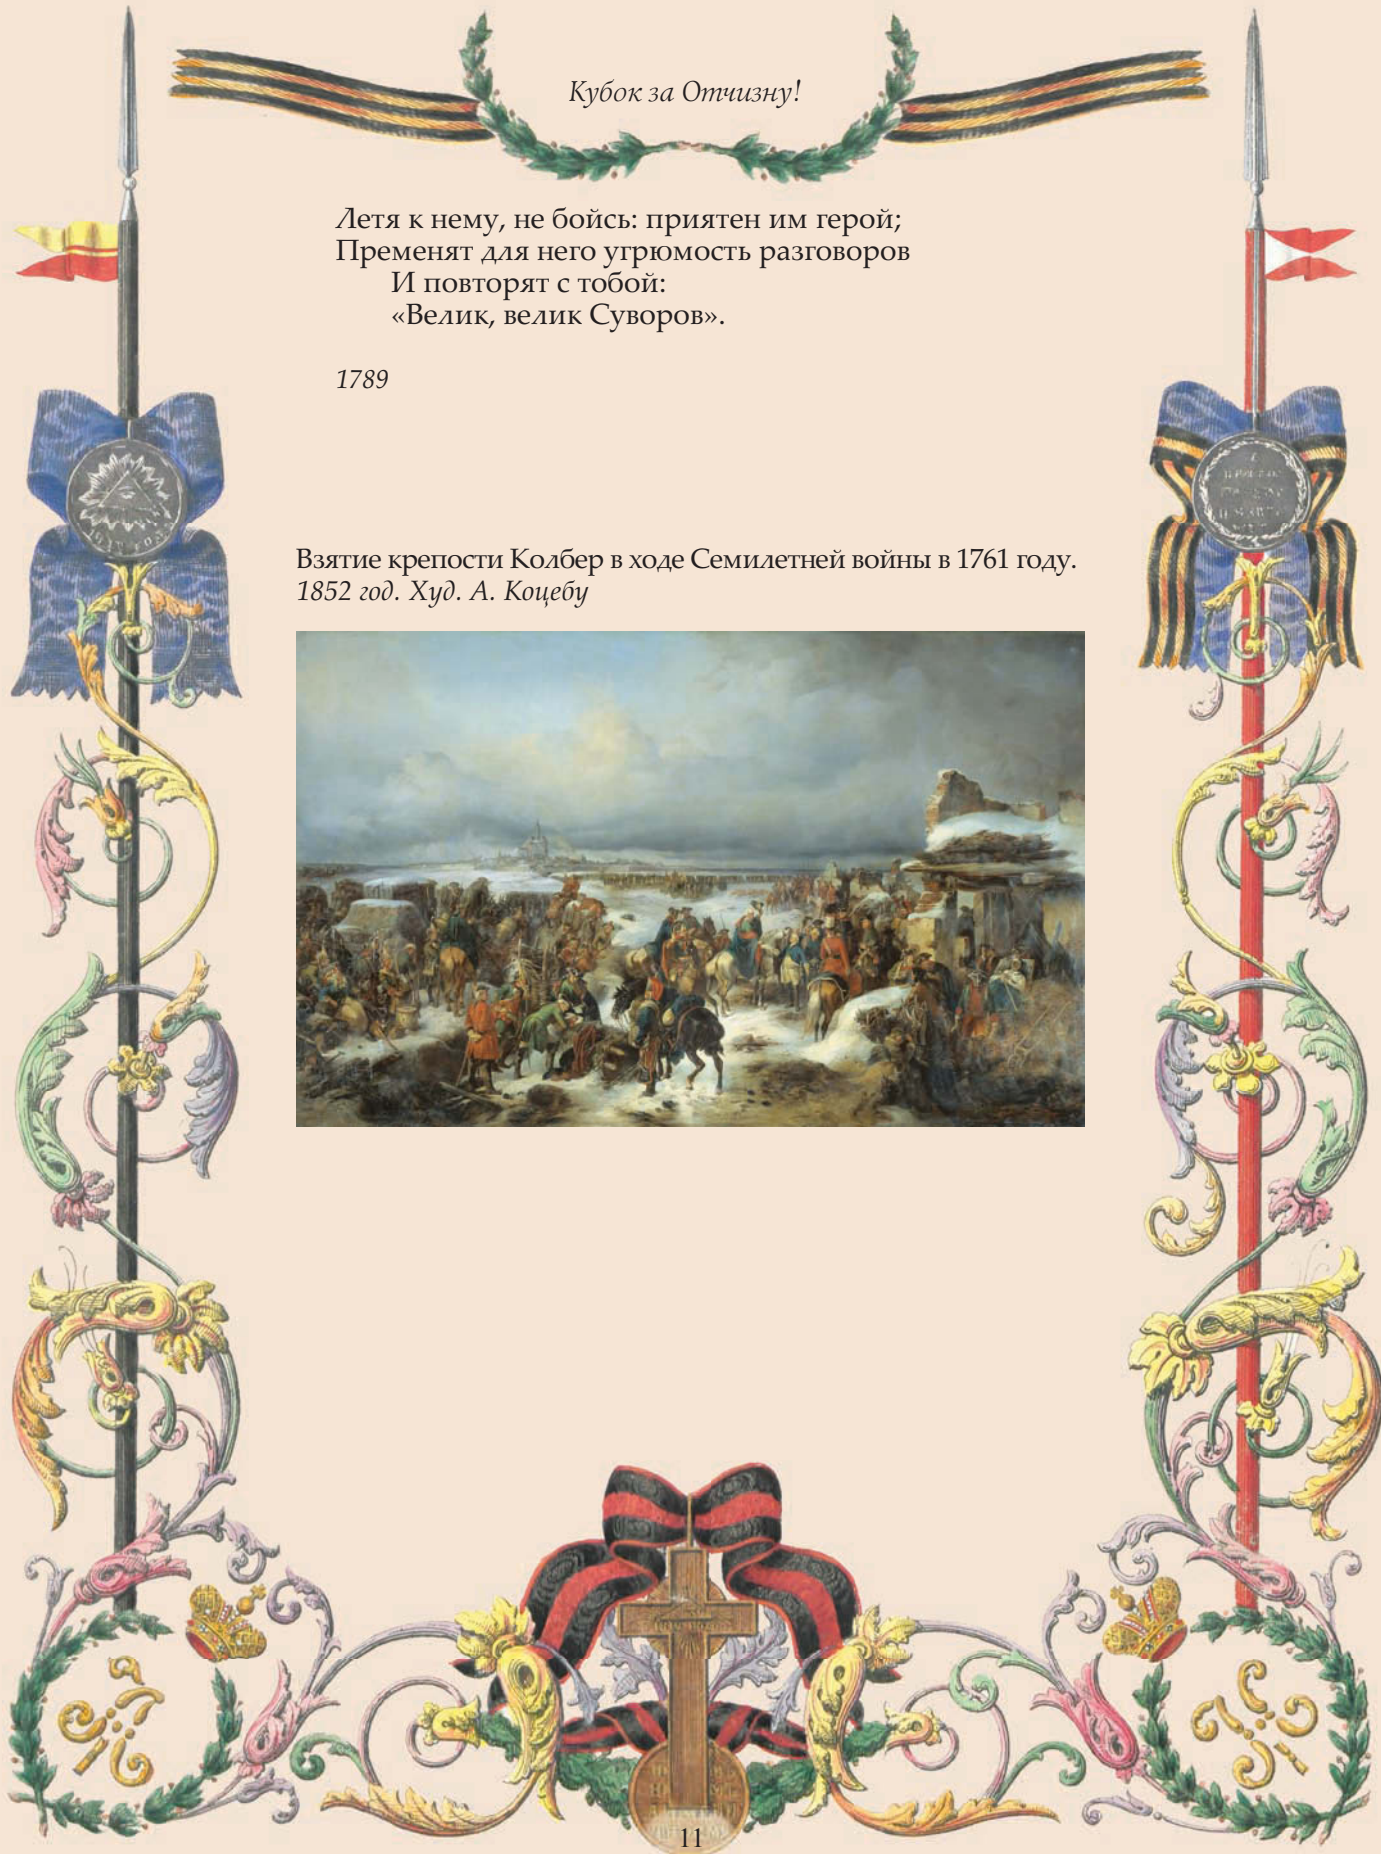 Кубок за Отчизну!
Летя к нему, не бойсь: приятен им герой;
Пременят для него угрюмость разговоров
И повторят с тобой:
«Велик, велик Суворов».
1789
Взятие крепости Колбер в ходе Семилетней войны в 1761 году.
1852 год. Худ. А. Коцебу
11